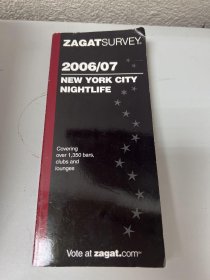 ZAGATSURVEY
2006/07
NEW YORK CITY
NIGHTLIFE
Covering
over 1,350 bars,
clubs and
lounges
Vote at zagat.com